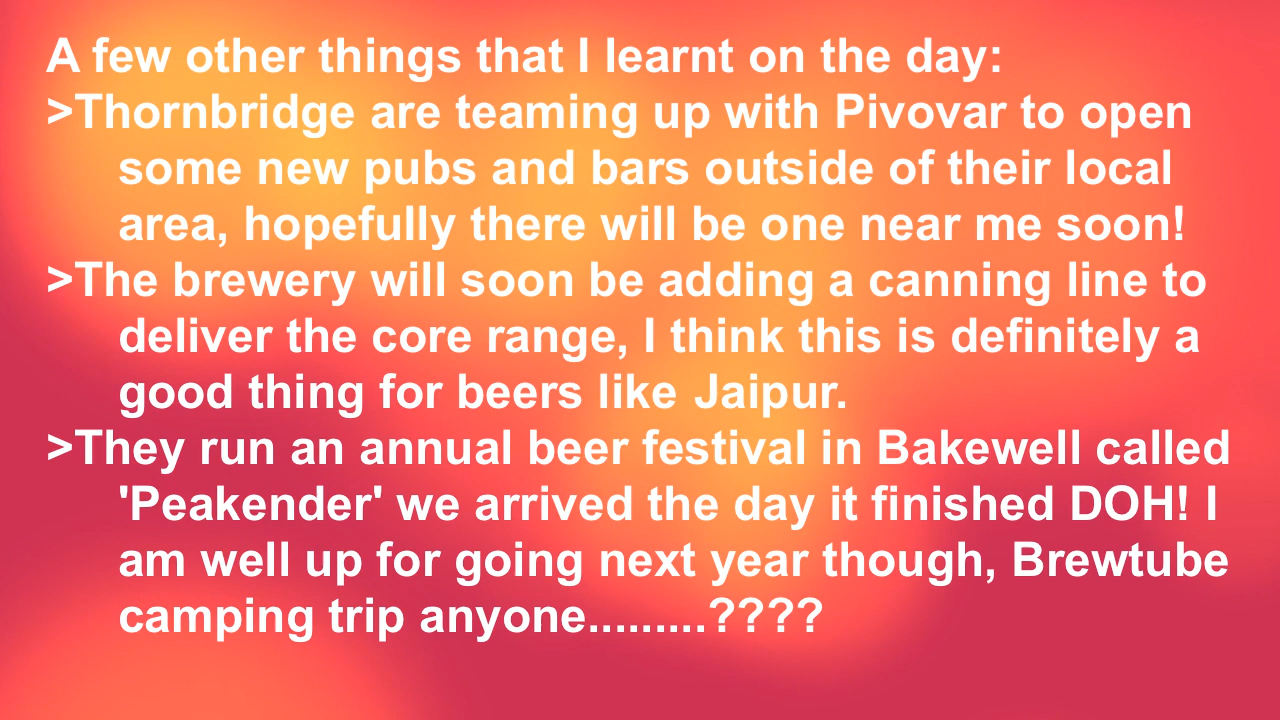 A few other things that I learnt on the day:
>Thornbridge are teaming up with Pivovar to open
some new pubs and bars outside of their local
area, hopefully there will be one near me soon!
>The brewery will soon be adding a canning line to
deliver the core range, I think this is definitely a
good thing for beers like Jaipur.
>They run an annual beer festival in Bakewell called
'Peakender' we arrived the day it finished DOH! I
am well up for going next year though, Brewtube
camping trip anyone.........????